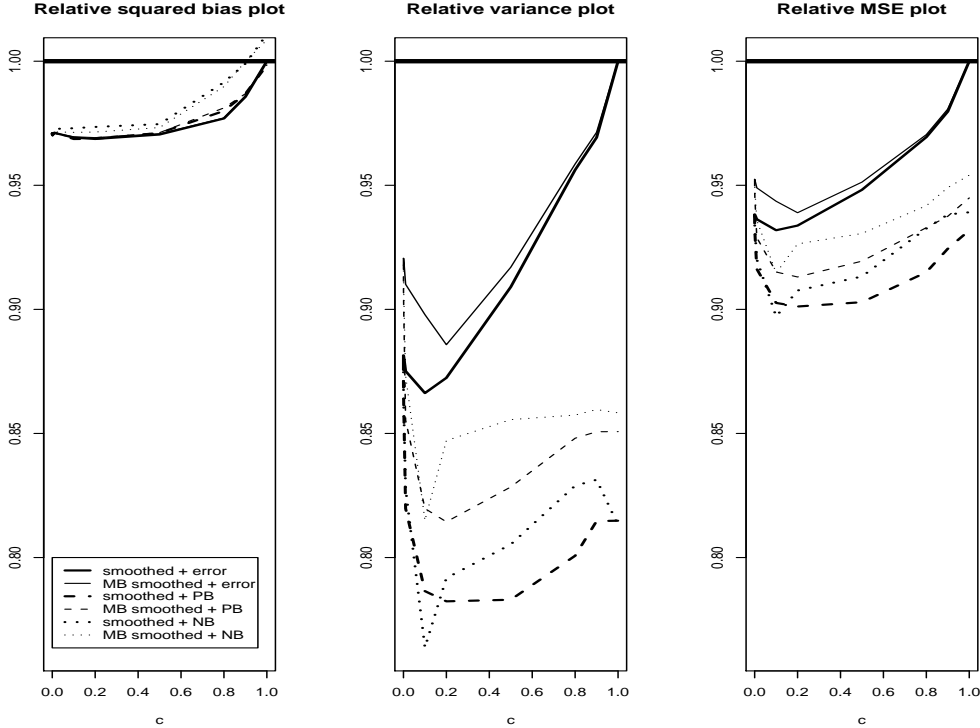 Relative squared bias plot
1.00
0.95
0.90
0.85
0.80
smoothed + error
MB smoothed + error
smoothed + PB
MB smoothed + PB
smoothed + NB
MB smoothed + NB
0.0 0.2 0.4 0.6 0.8 1.0
c
Relative variance plot
1.00
0.95
0.90
0.85
0.80
0.0 0.2 0.4 0.6 0.8 1.0
c
Relative MSE plot
1.00
0.95
0.90
0.85
0.80
0.0 0.2 0.4 0.6 0.8 1.0
c